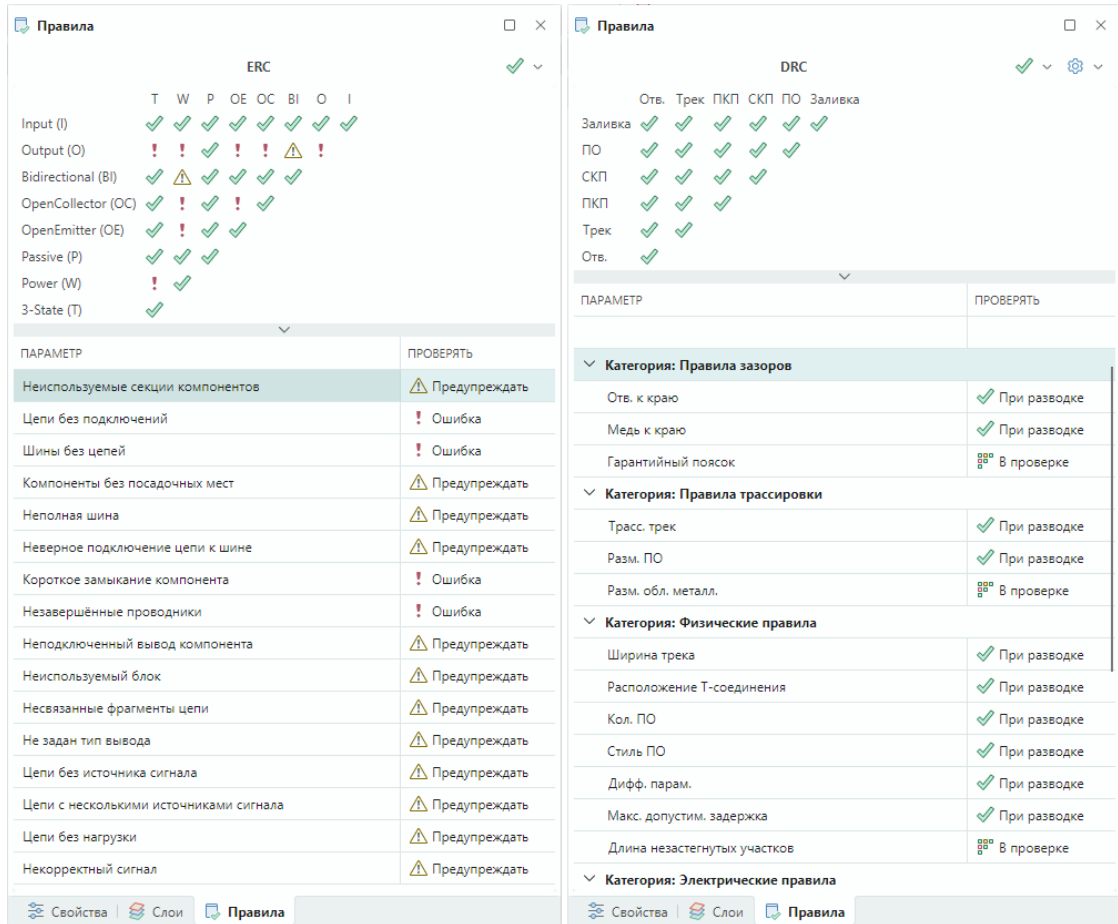 Правила
ERC
T W P OE OC BI O I
Input (I)
Output (O)
Bidirectional (BI)
OpenCollector (OC)
OpenEmitter (OE)
Passive (P)
Power (W)
3-State (T)
ПАРАМЕТР ПРОВЕРЯТЬ
Неиспользуемые секции компонентов Предупреждать
Цепи без подключений Ошибка
Шины без цепей Ошибка
Компоненты без посадочных мест Предупреждать
Неполная шина Предупреждать
Неверное подключение цепи к шине Предупреждать
Короткое замыкание компонента Ошибка
Незавершённые проводники Ошибка
Неподключенный вывод компонента Предупреждать
Неиспользуемый блок Предупреждать
Несвязанные фрагменты цепи Предупреждать
Не задан тип вывода Предупреждать
Цепи без источника сигнала Предупреждать
Цепи с несколькими источниками сигнала Предупреждать
Цепи без нагрузки Предупреждать
Некорректный сигнал Предупреждать
Свойства Слои Правила
Правила
DRC
Отв. Трек ПКП СКП ПО Заливка
Заливка
ПО
СКП
ПКП
Трек
Отв.
ПАРАМЕТР ПРОВЕРЯТЬ
Категория: Правила зазоров
Отв. к краю При разводке
Медь к краю При разводке
Гарантийный поясок В проверке
Категория: Правила трассировки
Трасс. трек При разводке
Разм. ПО При разводке
Разм. обл. металл. В проверке
Категория: Физические правила
Ширина трека При разводке
Расположение Т-соединения При разводке
Кол. ПО При разводке
Стиль ПО При разводке
Дифф. парам. При разводке
Макс. допустим. задержка При разводке
Длина незастегнутых участков В проверке
Категория: Электрические правила
Свойства Слои Правила